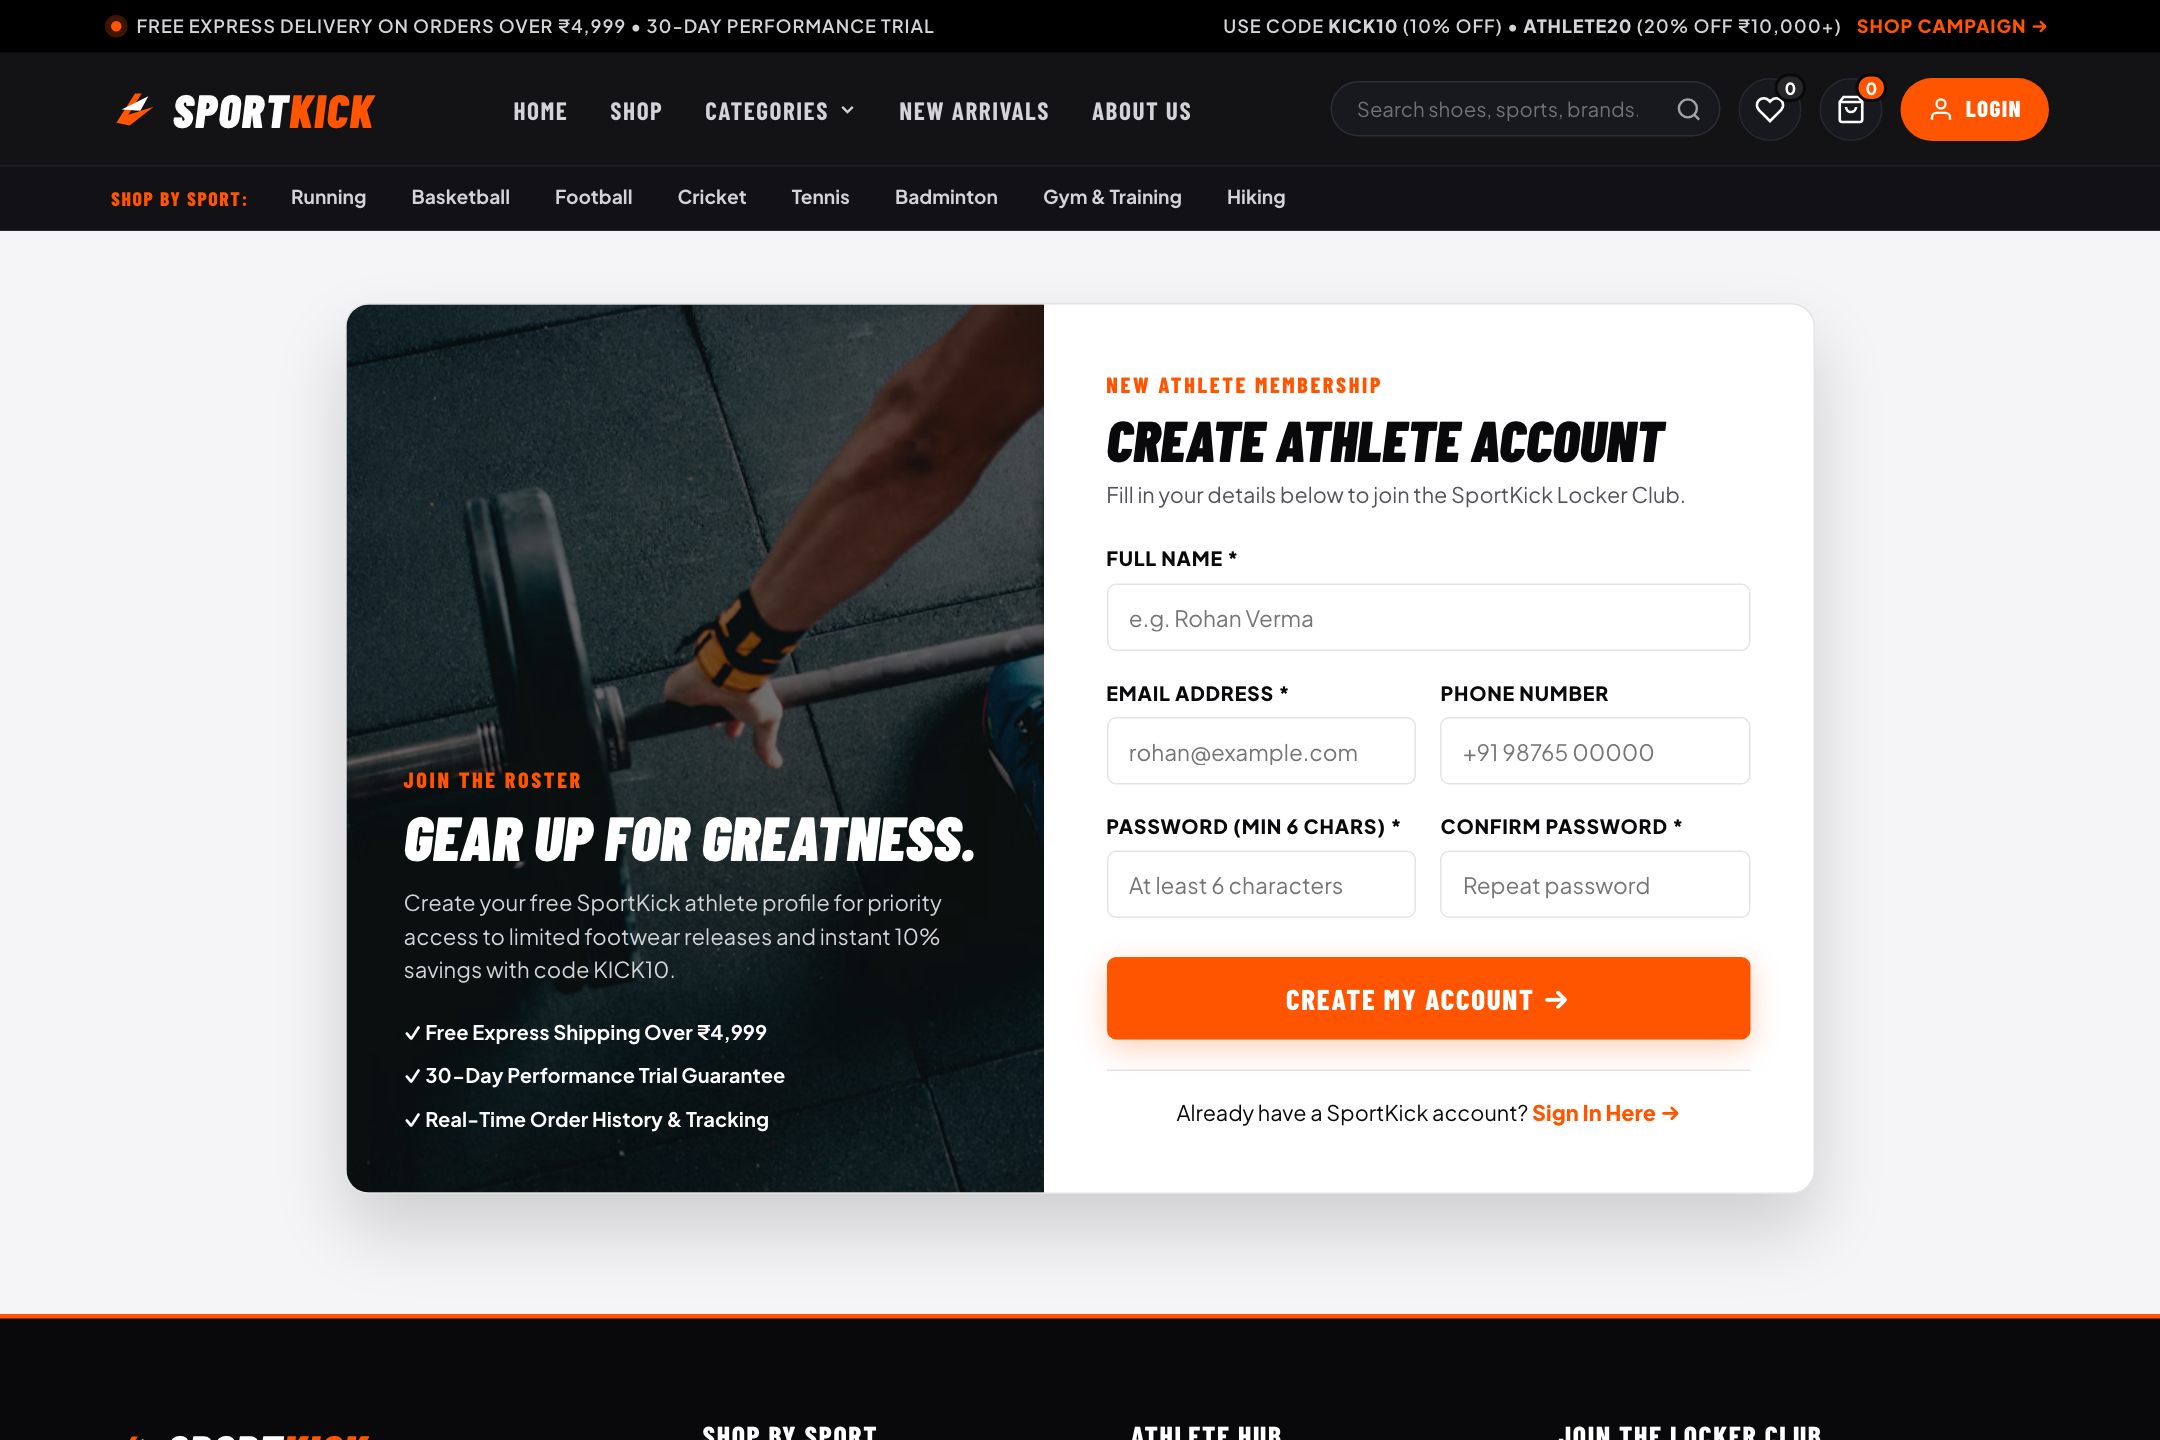 FREE EXPRESS DELIVERY ON ORDERS OVER ₹4,999 • 30-DAY PERFORMANCE TRIAL
USE CODE KICK10 (10% OFF) • ATHLETE20 (20% OFF ₹10,000+) SHOP CAMPAIGN →
SPORTKICK
HOME
SHOP
CATEGORIES
NEW ARRIVALS
ABOUT US
Search shoes, sports, brands.
0
0
LOGIN
SHOP BY SPORT:
Running
Basketball
Football
Cricket
Tennis
Badminton
Gym & Training
Hiking
JOIN THE ROSTER
GEAR UP FOR GREATNESS.
Create your free SportKick athlete profile for priority
access to limited footwear releases and instant 10%
savings with code KICK10.
✓ Free Express Shipping Over ₹4,999
✓ 30-Day Performance Trial Guarantee
✓ Real-Time Order History & Tracking
NEW ATHLETE MEMBERSHIP
CREATE ATHLETE ACCOUNT
Fill in your details below to join the SportKick Locker Club.
FULL NAME *
e.g. Rohan Verma
EMAIL ADDRESS *
PHONE NUMBER
rohan@example.com
+91 98765 00000
PASSWORD (MIN 6 CHARS) *
CONFIRM PASSWORD *
At least 6 characters
Repeat password
CREATE MY ACCOUNT →
Already have a SportKick account? Sign In Here →
SPORTKICK
SHOP BY SPORT
ATHLETE HUB
JOIN THE LOCKER CLUB